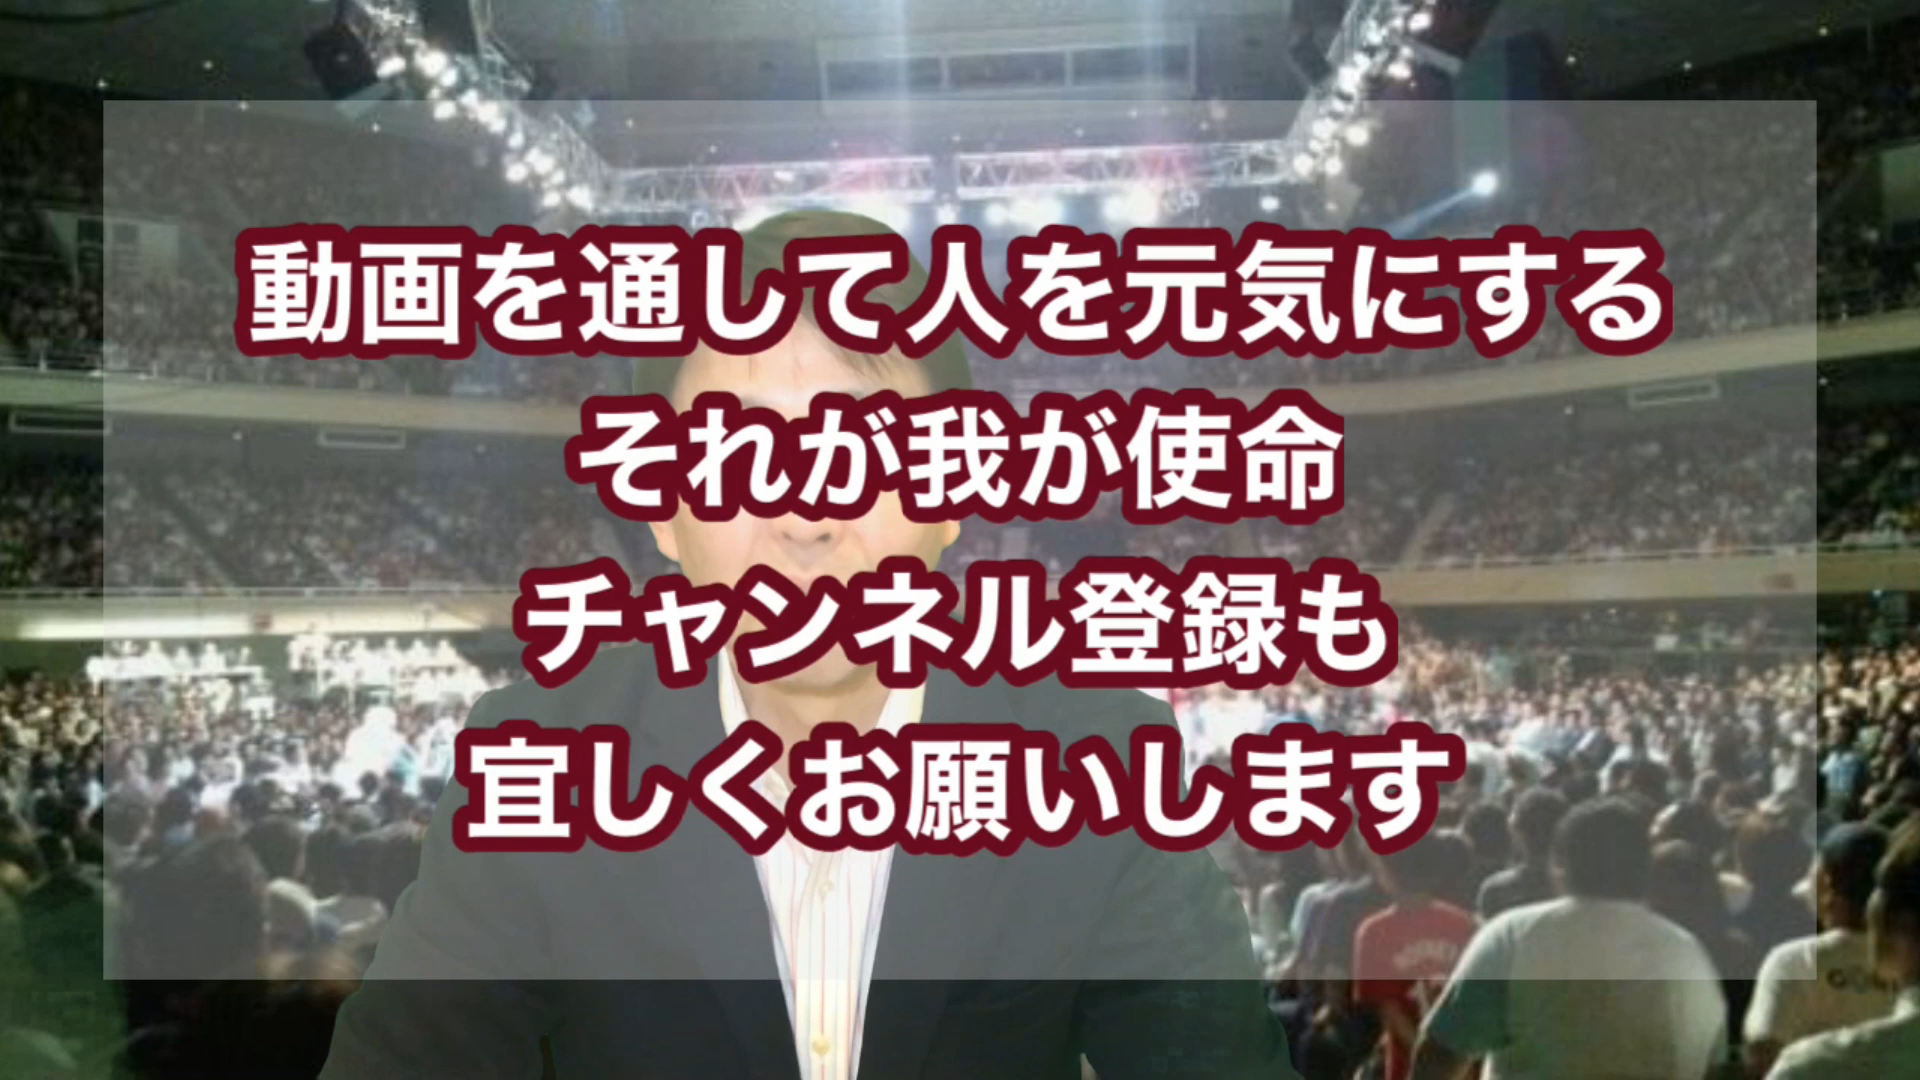 動画を通して人を元気にする
それが我が使命
チャンネル登録も
宜しくお願いします